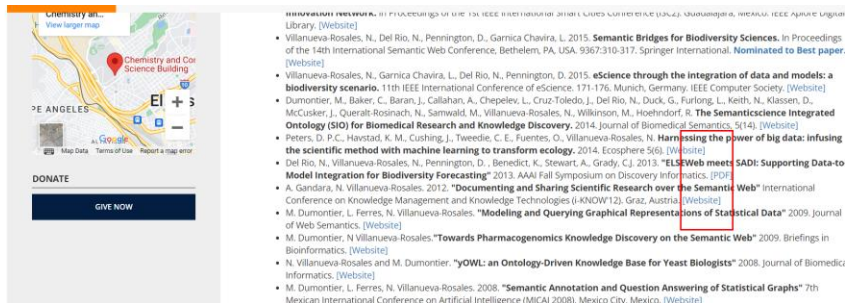 Chemistry an...
View larger map
Chemistry and Co
Science Building
PE ANGELES
El
s
+
−
Google
Map Data Terms of Use Report a map error
DONATE
GIVE NOW
Innovation Network. In Proceedings of the 1st IEEE International Smart Cities Conference (ISC2). Guadalajara, Mexico. IEEE Xplore Digital
Library. [Website]
Villanueva-Rosales, N., Del Rio, N., Pennington, D., Garnica Chavira, L. 2015. Semantic Bridges for Biodiversity Sciences. In Proceedings
of the 14th International Semantic Web Conference, Bethelem, PA, USA. 9367:310-317. Springer International. Nominated to Best paper.
[Website]
Villanueva-Rosales, N., Garnica Chavira, L., Del Rio, N., Pennington, D. 2015. eScience through the integration of data and models: a
biodiversity scenario. 11th IEEE International Conference of eScience. 171-176. Munich, Germany. IEEE Computer Society. [Website]
Dumontier, M., Baker, C., Baran, J., Callahan, A., Chepelev, L., Cruz-Toledo, J., Del Rio, N., Duck, G., Furlong, L., Keith, N., Klassen, D.,
McCusker, J., Queralt-Rosinach, N., Samwald, M., Villanueva-Rosales, N., Wilkinson, M., Hoehndorf, R. The Semanticscience Integrated
Ontology (SIO) for Biomedical Research and Knowledge Discovery. 2014. Journal of Biomedical Semantics, 5(14). [Website]
Peters, D. P.C., Havstad, K. M., Cushing, J., Tweedie, C. E., Fuentes, O., Villanueva-Rosales, N. Harnessing the power of big data: infusing
the scientific method with machine learning to transform ecology. 2014. Ecosphere 5(6). [Website]
Del Rio, N., Villanueva-Rosales, N., Pennington, D. , Benedict, K., Stewart, A., Grady, C.J. 2013. "ELSEWeb meets SADI: Supporting Data-to-
Model Integration for Biodiversity Forecasting" 2013. AAAI Fall Symposium on Discovery Informatics. [PDF]
A. Gandara, N. Villanueva-Rosales. 2012. "Documenting and Sharing Scientific Research over the Semantic Web" International
Conference on Knowledge Management and Knowledge Technologies (i-KNOW'12). Graz, Austria. [Website]
M. Dumontier, L. Ferres, N. Villanueva-Rosales. "Modeling and Querying Graphical Representations of Statistical Data" 2009. Journal
of Web Semantics. [Website]
M. Dumontier, N Villanueva-Rosales."Towards Pharmacogenomics Knowledge Discovery on the Semantic Web" 2009. Briefings in
Bioinformatics. [Website]
N. Villanueva-Rosales and M. Dumontier. "yOWL: an Ontology-Driven Knowledge Base for Yeast Biologists" 2008. Journal of Biomedical
Informatics. [Website]
M. Dumontier, L. Ferres, N. Villanueva-Rosales. 2008. "Semantic Annotation and Question Answering of Statistical Graphs" 7th
Mexican International Conference on Artificial Intelligence (MICAI 2008). Mexico City, Mexico. [Website]